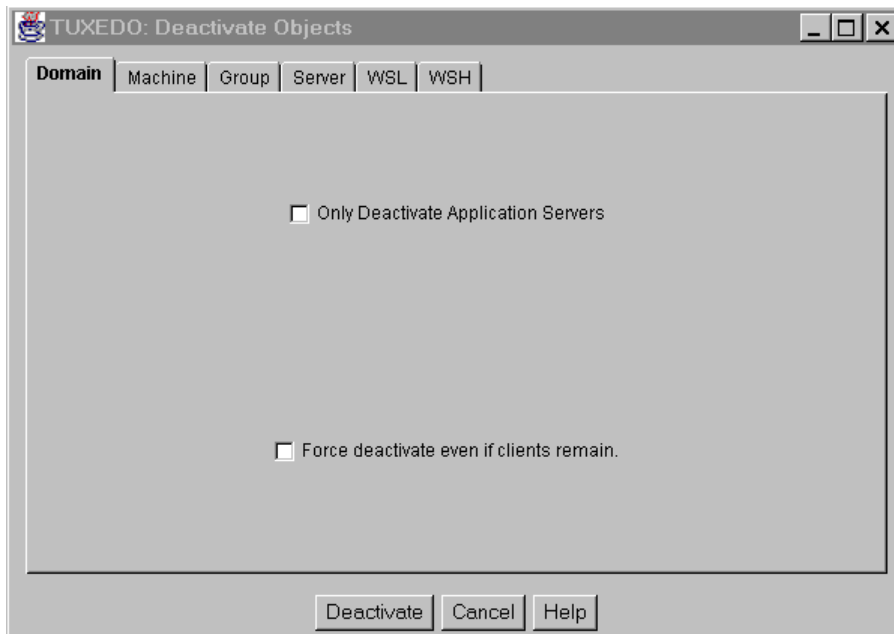 TUXEDO: Deactivate Objects
Domain Machine Group Server WSL WSH
Only Deactivate Application Servers
Force deactivate even if clients remain.
Deactivate Cancel Help